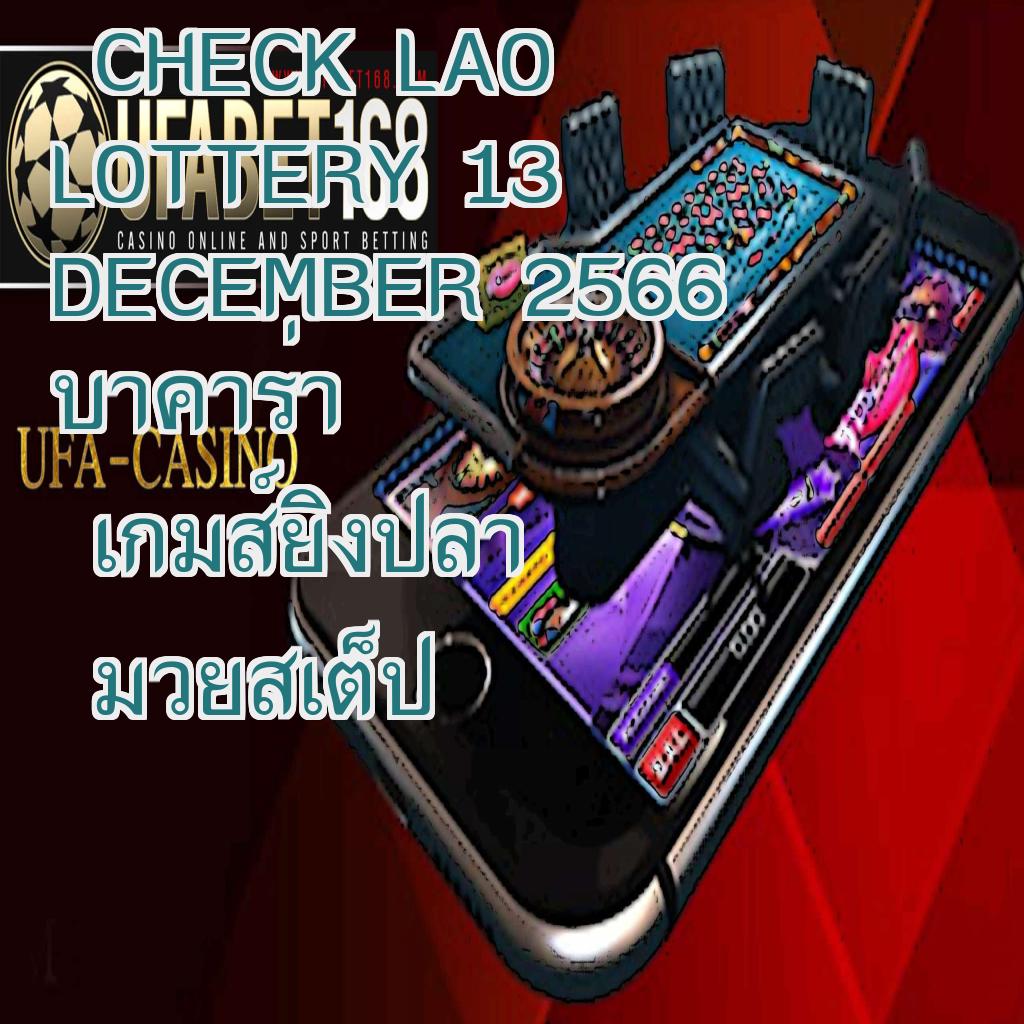 CHECK LAO
LOTTERY 13
UFABET168
CASINO ONLINE AND SPORT BETTING
DECEMBER 2566
บาคาร่า
UFA-CASINO
เกมส์ยิงปลา
มวยสเต็ป